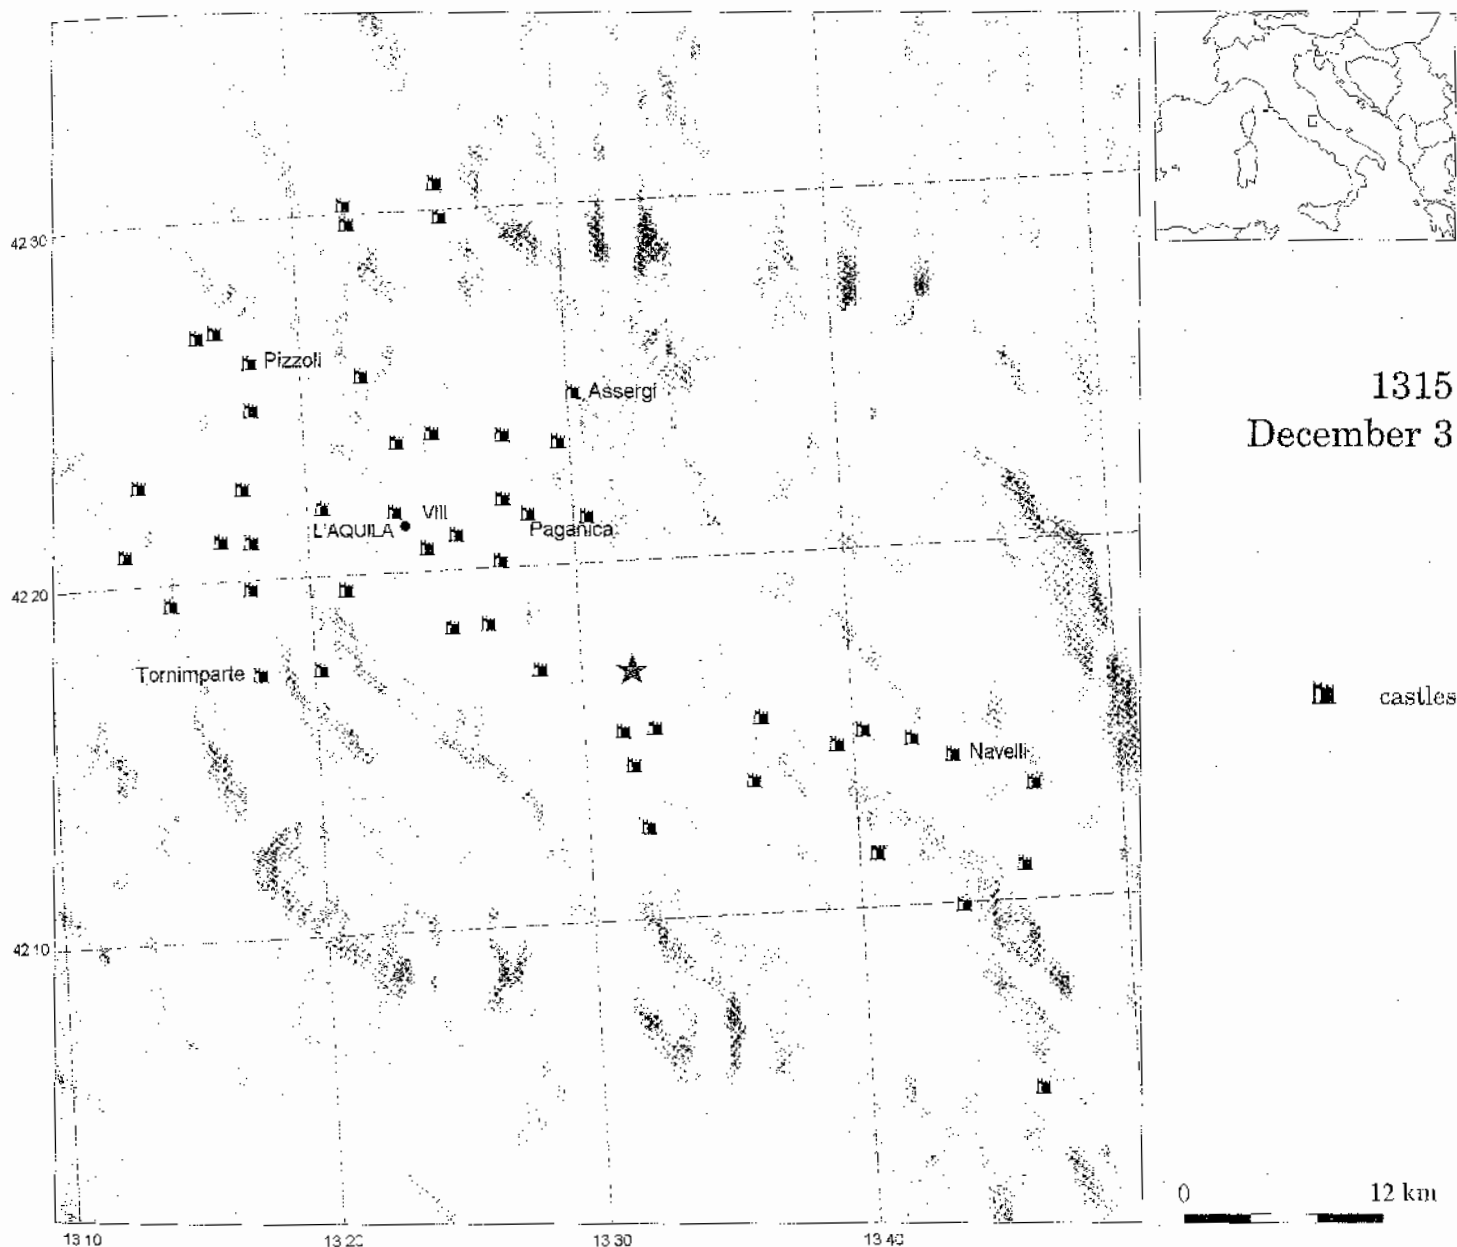 42 30
Pizzoli
Assergi
1315
December 3
VIII
L'AQUILA
Paganica
42 20
Tornimparte
castles
Navelli
42 10
0 12 km
13 10 13 20 13 30 13 40